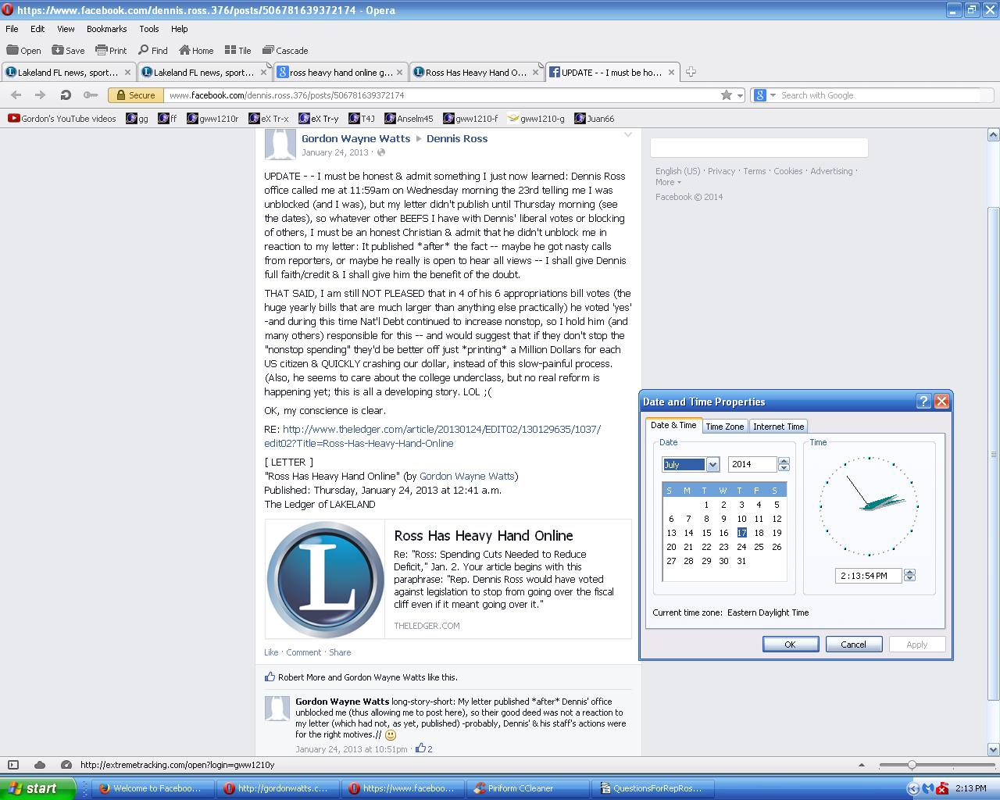 https://www.facebook.com/dennis.ross.376/posts/506781639372174 - Opera
File Edit View Bookmarks Tools Help
Open Save Print Find Home Tile Cascade
Lakeland FL news, sport... Lakeland FL news, sport... ross heavy hand online g... Ross Has Heavy Hand O... UPDATE - - I must be ho...
Secure www.facebook.com/dennis.ross.376/posts/506781639372174 Search with Google
Gordon's YouTube videos gg ff gww1210r eX Tr-x eX Tr-y T4J Anselm45 gww1210-f gww1210-g Juan66
Gordon Wayne Watts Dennis Ross
January 24, 2013 ·
UPDATE - - I must be honest & admit something I just now learned: Dennis Ross
office called me at 11:59am on Wednesday morning the 23rd telling me I was
unblocked (and I was), but my letter didn't publish until Thursday morning (see
the dates), so whatever other BEEFS I have with Dennis' liberal votes or blocking
of others, I must be an honest Christian & admit that he didn't unblock me in
reaction to my letter: It published *after* the fact -- maybe he got nasty calls
from reporters, or maybe he really is open to hear all views -- I shall give Dennis
full faith/credit & I shall give him the benefit of the doubt.
THAT SAID, I am still NOT PLEASED that in 4 of his 6 appropriations bill votes (the
huge yearly bills that are much larger than anything else practically) he voted 'yes'
-and during this time Nat'l Debt continued to increase nonstop, so I hold him (and
many others) responsible for this -- and would suggest that if they don't stop the
"nonstop spending" they'd be better off just *printing* a Million Dollars for each
US citizen & QUICKLY crashing our dollar, instead of this slow-painful process.
(Also, he seems to care about the college underclass, but no real reform is
happening yet; this is all a developing story. LOL ;(
OK, my conscience is clear.
RE: http://www.theledger.com/article/20130124/EDIT02/130129635/1037/
edit02?Title=Ross-Has-Heavy-Hand-Online
[ LETTER ]
"Ross Has Heavy Hand Online" (by Gordon Wayne Watts)
Published: Thursday, January 24, 2013 at 12:41 a.m.
The Ledger of LAKELAND
L
Ross Has Heavy Hand Online
Re: "Ross: Spending Cuts Needed to Reduce
Deficit," Jan. 2. Your article begins with this
paraphrase: "Rep. Dennis Ross would have voted
against legislation to stop from going over the fiscal
cliff even if it meant going over it."
THELEDGER.COM
Like · Comment · Share
Robert More and Gordon Wayne Watts like this.
Gordon Wayne Watts long-story-short: My letter published *after* Dennis' office
unblocked me (thus allowing me to post here), so their good deed was not a reaction to
my letter (which had not, as yet, published) -probably, Dennis' & his staff's actions were
for the right motives.//
January 24, 2013 at 10:51pm · 2
English (US) · Privacy · Terms · Cookies · Advertising ·
More
Facebook © 2014
Date and Time Properties
Date & Time Time Zone Internet Time
Date
July 2014
S M T W T F S
1 2 3 4 5
6 7 8 9 10 11 12
13 14 15 16 17 18 19
20 21 22 23 24 25 26
27 28 29 30 31
Time
2:13:54 PM
Current time zone: Eastern Daylight Time
OK Cancel Apply
http://extremetracking.com/open?login=gww1210y
start Welcome to Faceboo... http://gordonwatts.c... https://www.faceboo... Piriform CCleaner QuestionsForRepRos... 2:13 PM